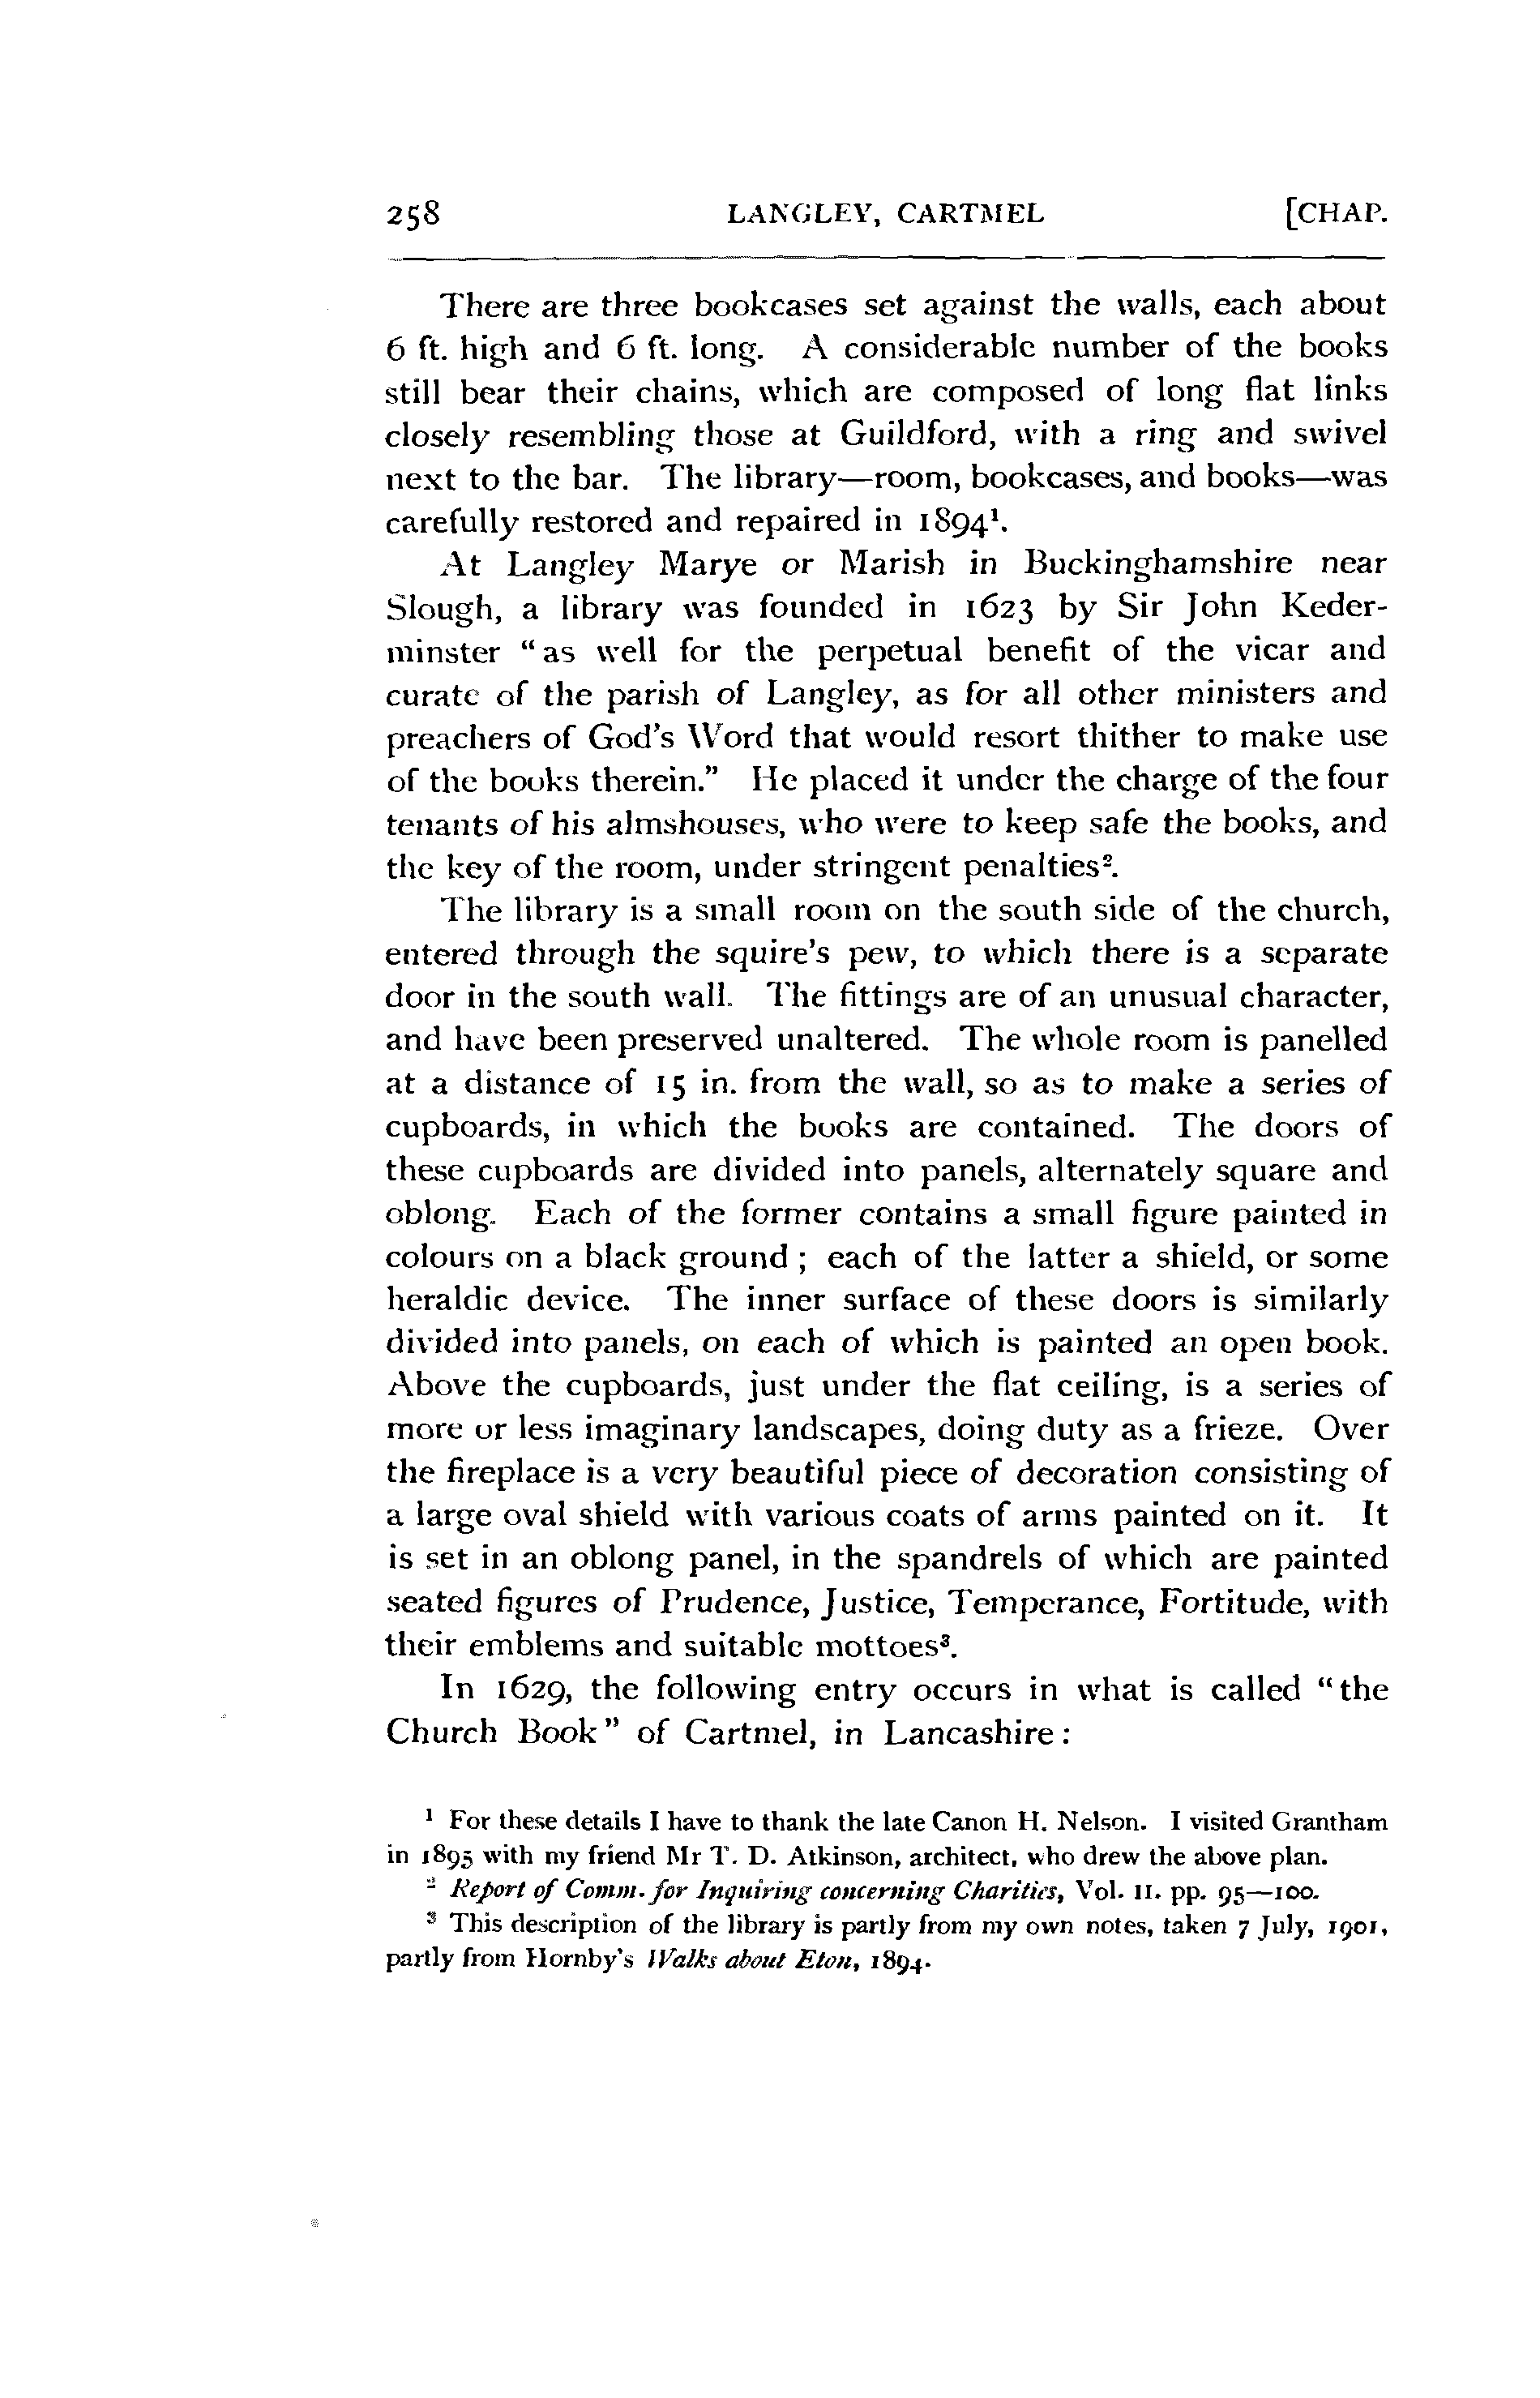 258 LANGLEY, CARTMEL [CHAP.
There are three bookcases set against the walls, each about
6 ft. high and 6 ft. long. A considerable number of the books
still bear their chains, which are composed of long flat links
closely resembling those at Guildford, with a ring and swivel
next to the bar. The library—room, bookcases, and books—was
carefully restored and repaired in 1894¹.
At Langley Marye or Marish in Buckinghamshire near
Slough, a library was founded in 1623 by Sir John Keder-
minster "as well for the perpetual benefit of the vicar and
curate of the parish of Langley, as for all other ministers and
preachers of God's Word that would resort thither to make use
of the books therein." He placed it under the charge of the four
tenants of his almshouses, who were to keep safe the books, and
the key of the room, under stringent penalties².
The library is a small room on the south side of the church,
entered through the squire's pew, to which there is a separate
door in the south wall. The fittings are of an unusual character,
and have been preserved unaltered. The whole room is panelled
at a distance of 15 in. from the wall, so as to make a series of
cupboards, in which the books are contained. The doors of
these cupboards are divided into panels, alternately square and
oblong. Each of the former contains a small figure painted in
colours on a black ground; each of the latter a shield, or some
heraldic device. The inner surface of these doors is similarly
divided into panels, on each of which is painted an open book.
Above the cupboards, just under the flat ceiling, is a series of
more or less imaginary landscapes, doing duty as a frieze. Over
the fireplace is a very beautiful piece of decoration consisting of
a large oval shield with various coats of arms painted on it. It
is set in an oblong panel, in the spandrels of which are painted
seated figures of Prudence, Justice, Temperance, Fortitude, with
their emblems and suitable mottoes³.
In 1629, the following entry occurs in what is called "the
Church Book" of Cartmel, in Lancashire:
¹ For these details I have to thank the late Canon H. Nelson. I visited Grantham
in 1895 with my friend Mr T. D. Atkinson, architect, who drew the above plan.
² Report of Comm. for Inquiring concerning Charities, Vol. II. pp. 95—100.
³ This description of the library is partly from my own notes, taken 7 July, 1901,
partly from Hornby's Walks about Eton, 1894.